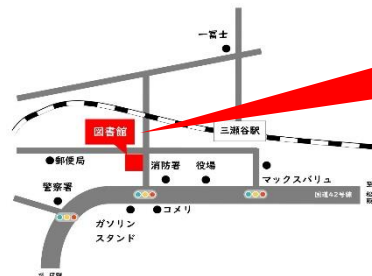 一冨士
図書館
三瀬谷駅
郵便局
消防署
役場
マックスバリュ
警察署
国道42号線
コメリ
ガソリン
スタンド
至